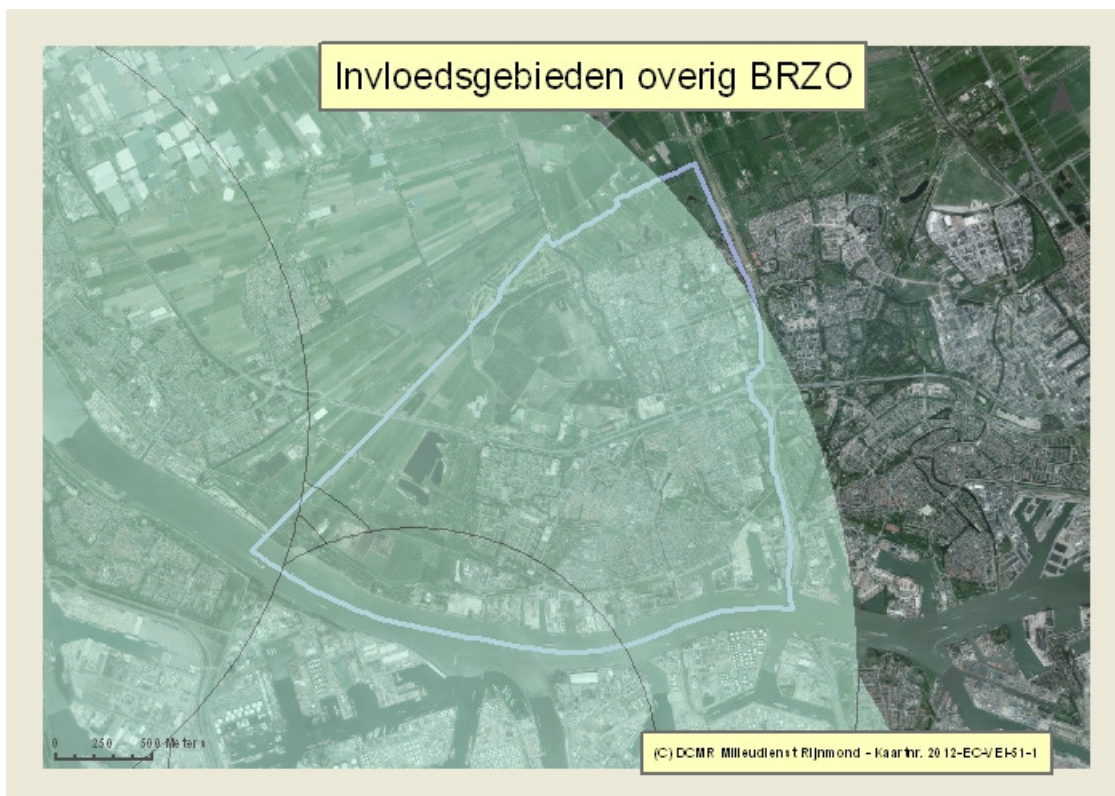 Invloedsgebieden overig BRZO
0 250 500 Meters
(C) DCMR Milieudienst Rijnmond - Kaartnr. 2012-EC-VEI-51-1